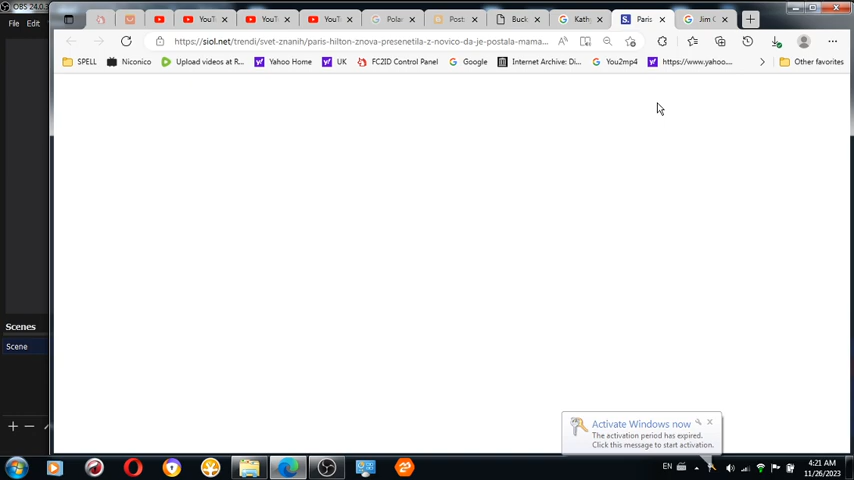 OBS 24.0.3
File Edit
YouT
YouT
YouT
Polar
Post
Buck
Kath
Paris
Jim C
https://siol.net/trendi/svet-znanih/paris-hilton-znova-presenetila-z-novico-da-je-postala-mama...
SPELL
Niconico
Upload videos at R...
Yahoo Home
UK
FC2ID Control Panel
Google
Internet Archive: Di...
You2mp4
https://www.yahoo....
Other favorites
Scenes
Scene
Activate Windows now
The activation period has expired.
Click this message to start activation.
EN
4:21 AM
11/26/2023